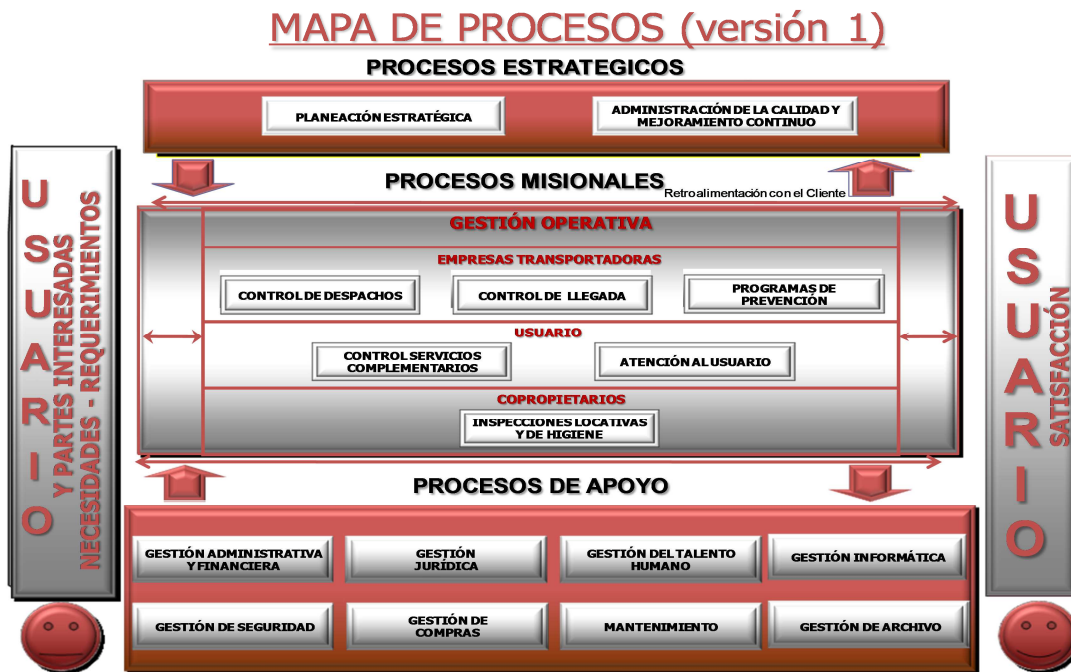 MAPA DE PROCESOS (versión 1)
PROCESOS ESTRATEGICOS
PLANEACIÓN ESTRATÉGICA
ADMINISTRACIÓN DE LA CALIDAD Y
MEJORAMIENTO CONTINUO
USUARIO
Y PARTES INTERESADAS
NECESIDADES - REQUERIMIENTOS
PROCESOS MISIONALES
Retroalimentación con el Cliente
GESTIÓN OPERATIVA
EMPRESAS TRANSPORTADORAS
CONTROL DE DESPACHOS
CONTROL DE LLEGADA
PROGRAMAS DE
PREVENCIÓN
USUARIO
CONTROL SERVICIOS
COMPLEMENTARIOS
ATENCIÓN AL USUARIO
COPROPIETARIOS
INSPECCIONES LOCATIVAS
Y DE HIGIENE
USUARIO
SATISFACCIÓN
PROCESOS DE APOYO
GESTIÓN ADMINISTRATIVA
Y FINANCIERA
GESTIÓN
JURÍDICA
GESTIÓN DEL TALENTO
HUMANO
GESTIÓN INFORMÁTICA
GESTIÓN DE SEGURIDAD
GESTIÓN DE
COMPRAS
MANTENIMIENTO
GESTIÓN DE ARCHIVO